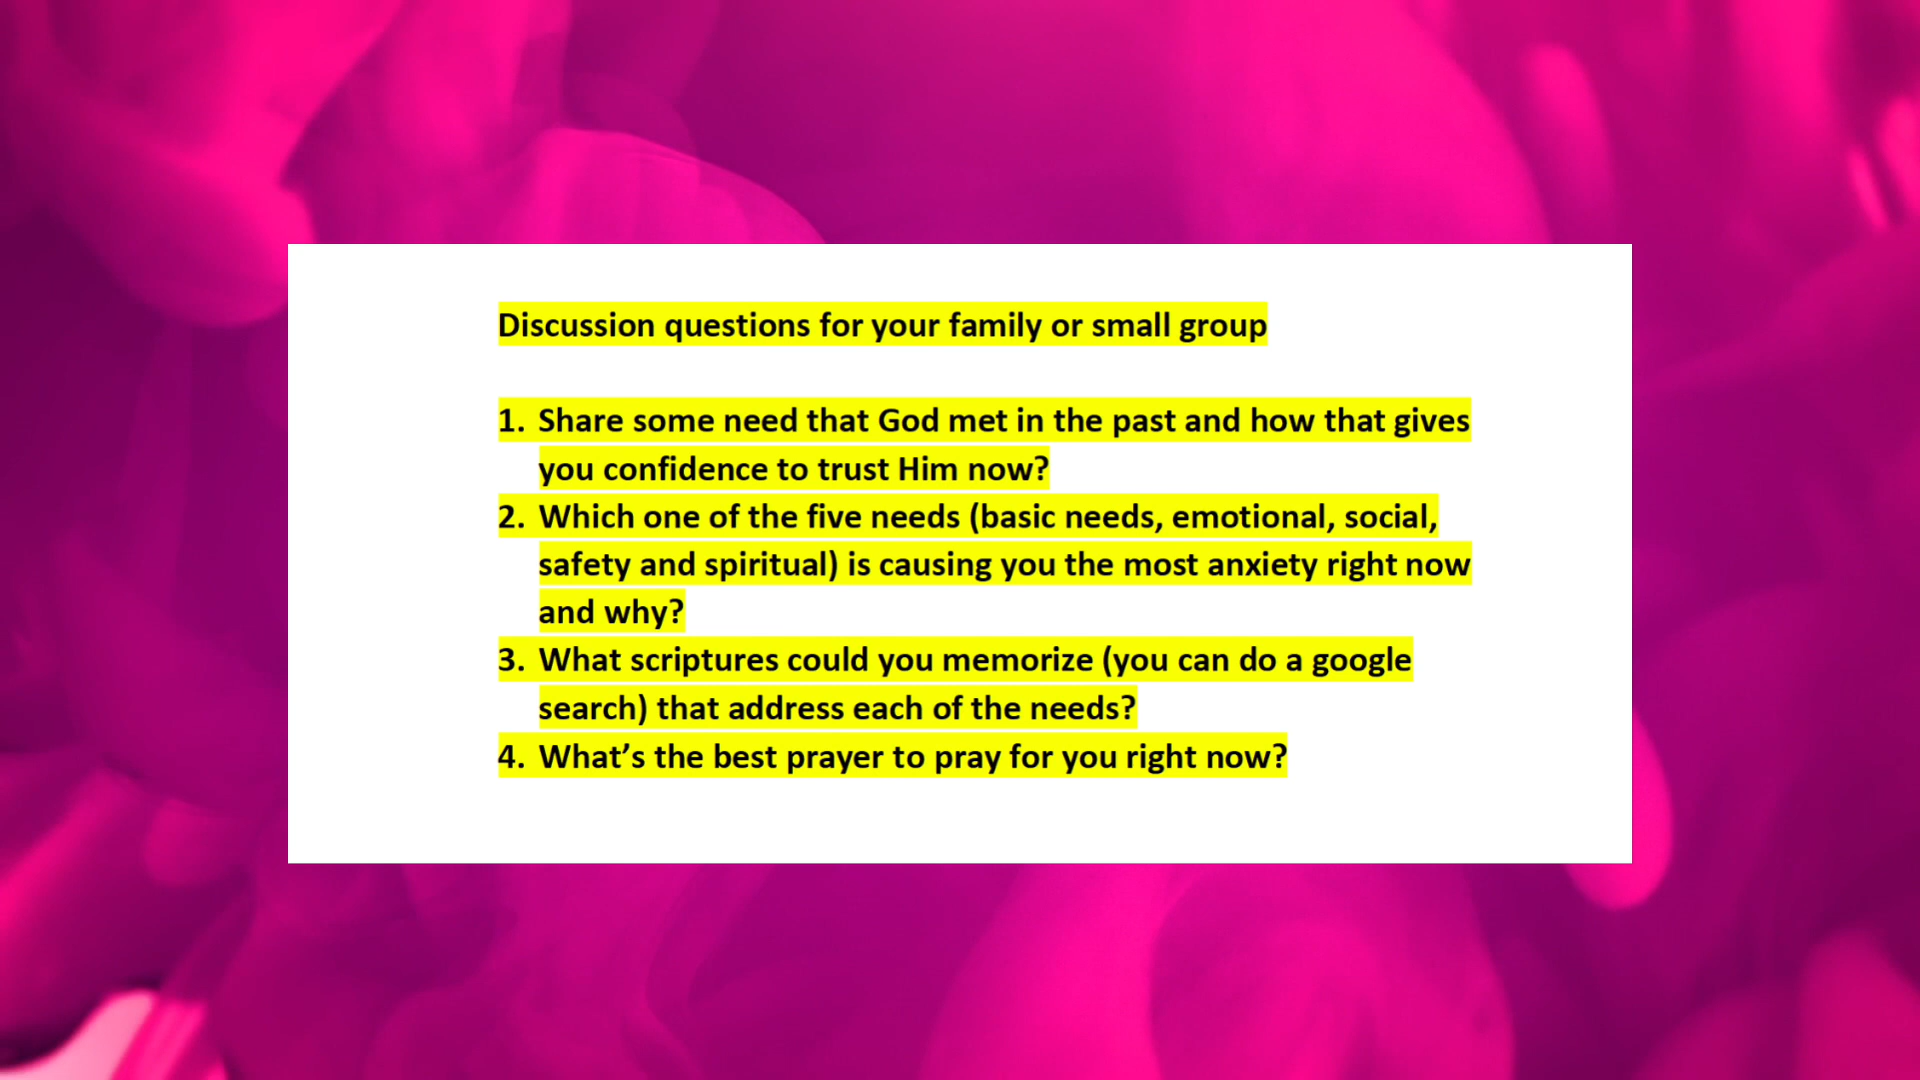 Discussion questions for your family or small group
1. Share some need that God met in the past and how that gives
you confidence to trust Him now?
2. Which one of the five needs (basic needs, emotional, social,
safety and spiritual) is causing you the most anxiety right now
and why?
3. What scriptures could you memorize (you can do a google
search) that address each of the needs?
4. What’s the best prayer to pray for you right now?